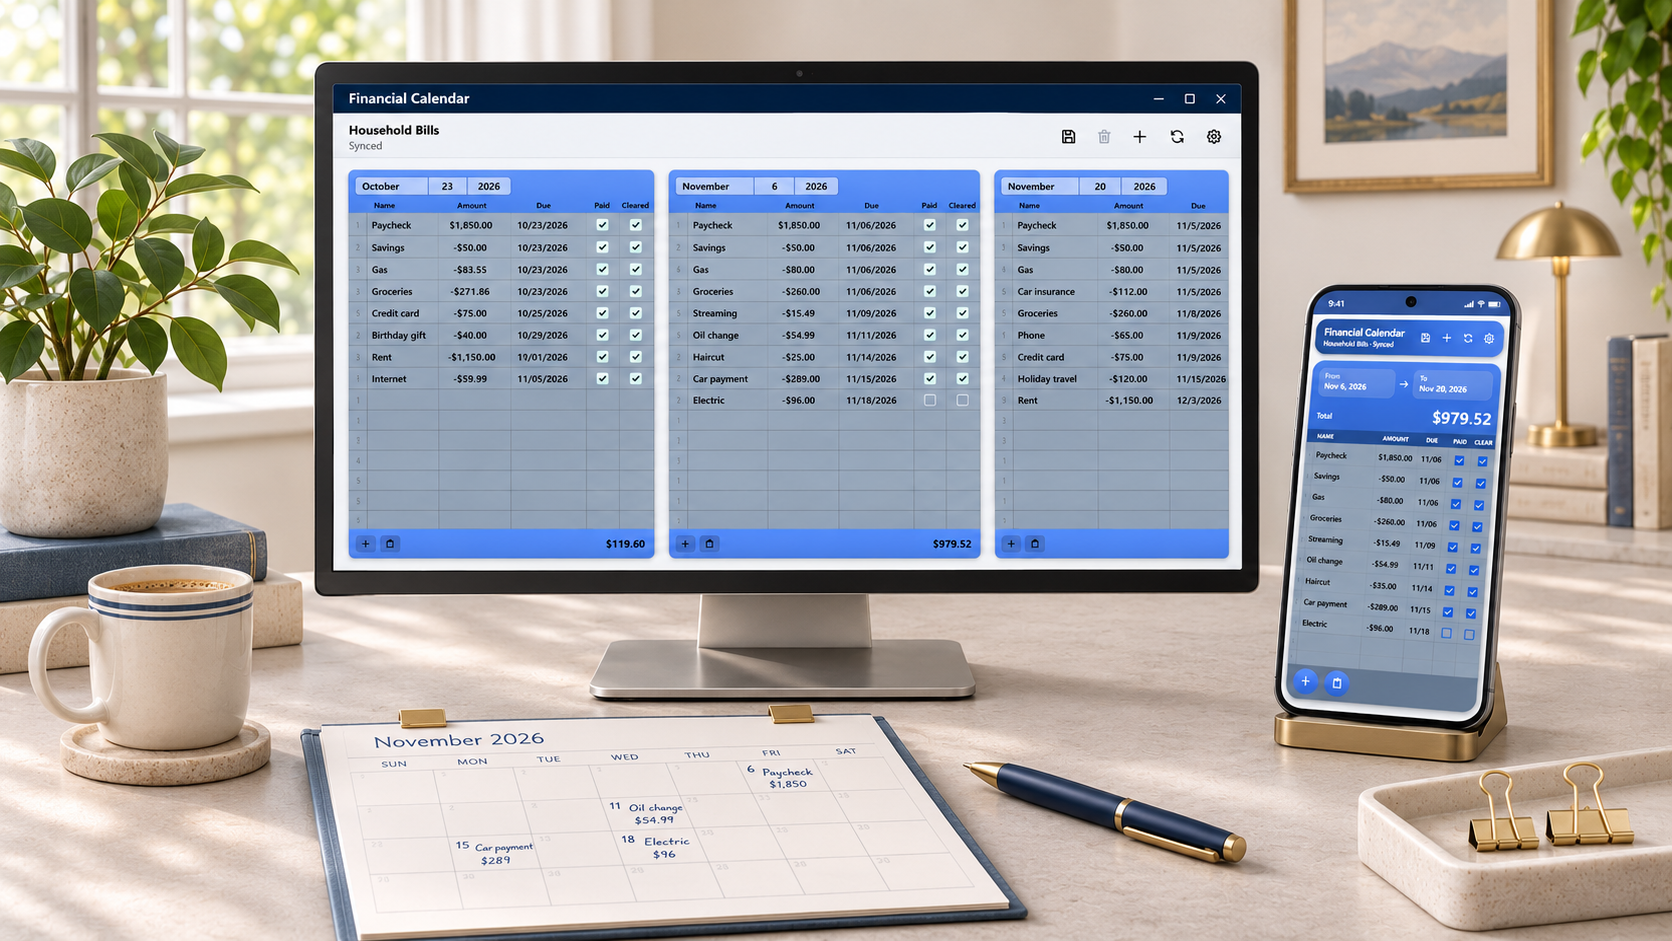 Financial Calendar
Household Bills
Synced
October 23 2026
Name Amount Due Paid Cleared
Paycheck $1,850.00 10/23/2026
Savings -$50.00 10/23/2026
Gas -$83.55 10/23/2026
Groceries -$271.86 10/23/2026
Credit card -$75.00 10/25/2026
Birthday gift -$40.00 10/29/2026
Rent -$1,150.00
Internet -$59.99 11/05/2026
$119.60
November 6 2026
Name Amount Due Paid Cleared
Paycheck $1,850.00 11/06/2026
Savings -$50.00 11/06/2026
Gas -$80.00 11/06/2026
Groceries -$260.00 11/06/2026
Streaming -$15.49 11/09/2026
Oil change -$54.99 11/11/2026
Haircut -$25.00 11/14/2026
Car payment -$289.00 11/15/2026
Electric -$96.00 11/18/2026
$979.52
November 20 2026
Name Amount Due
Paycheck $1,850.00 11/5/2026
Savings -$50.00 11/5/2026
Gas -$80.00 11/5/2026
Car insurance -$112.00 11/5/2026
Groceries -$260.00 11/8/2026
Phone -$65.00 11/9/2026
Credit card -$75.00 11/9/2026
Holiday travel -$120.00 11/15/2026
Rent -$1,150.00 12/3/2026
9:41
Financial Calendar
Household Bills - Synced
From
Nov 6, 2026
To
Nov 20, 2026
Total $979.52
NAME AMOUNT DUE PAID CLEAR
Paycheck $1,850.00 11/06
Savings -$50.00 11/06
Gas -$80.00 11/06
Groceries -$260.00 11/06
Streaming -$15.49 11/09
Oil change -$54.99 11/11
Haircut -$35.00 11/14
Car payment -$289.00 11/15
Electric -$96.00 11/18
November 2026
SUN MON TUE WED THU FRI SAT
6 Paycheck
$1,850
11 Oil change
$54.99
15 Car payment
$289
18 Electric
$96